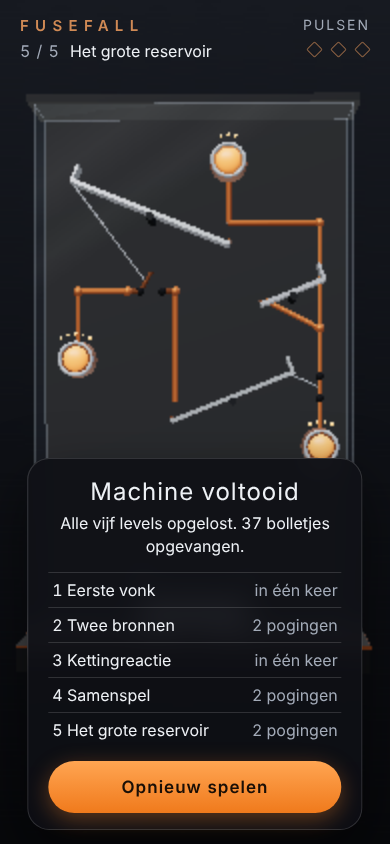 FUSEFALL
PULSEN
5 / 5 Het grote reservoir
Machine voltooid
Alle vijf levels opgelost. 37 bolletjes
opgevangen.
1 Eerste vonk in één keer
2 Twee bronnen 2 pogingen
3 Kettingreactie in één keer
4 Samenspel 2 pogingen
5 Het grote reservoir 2 pogingen
Opnieuw spelen